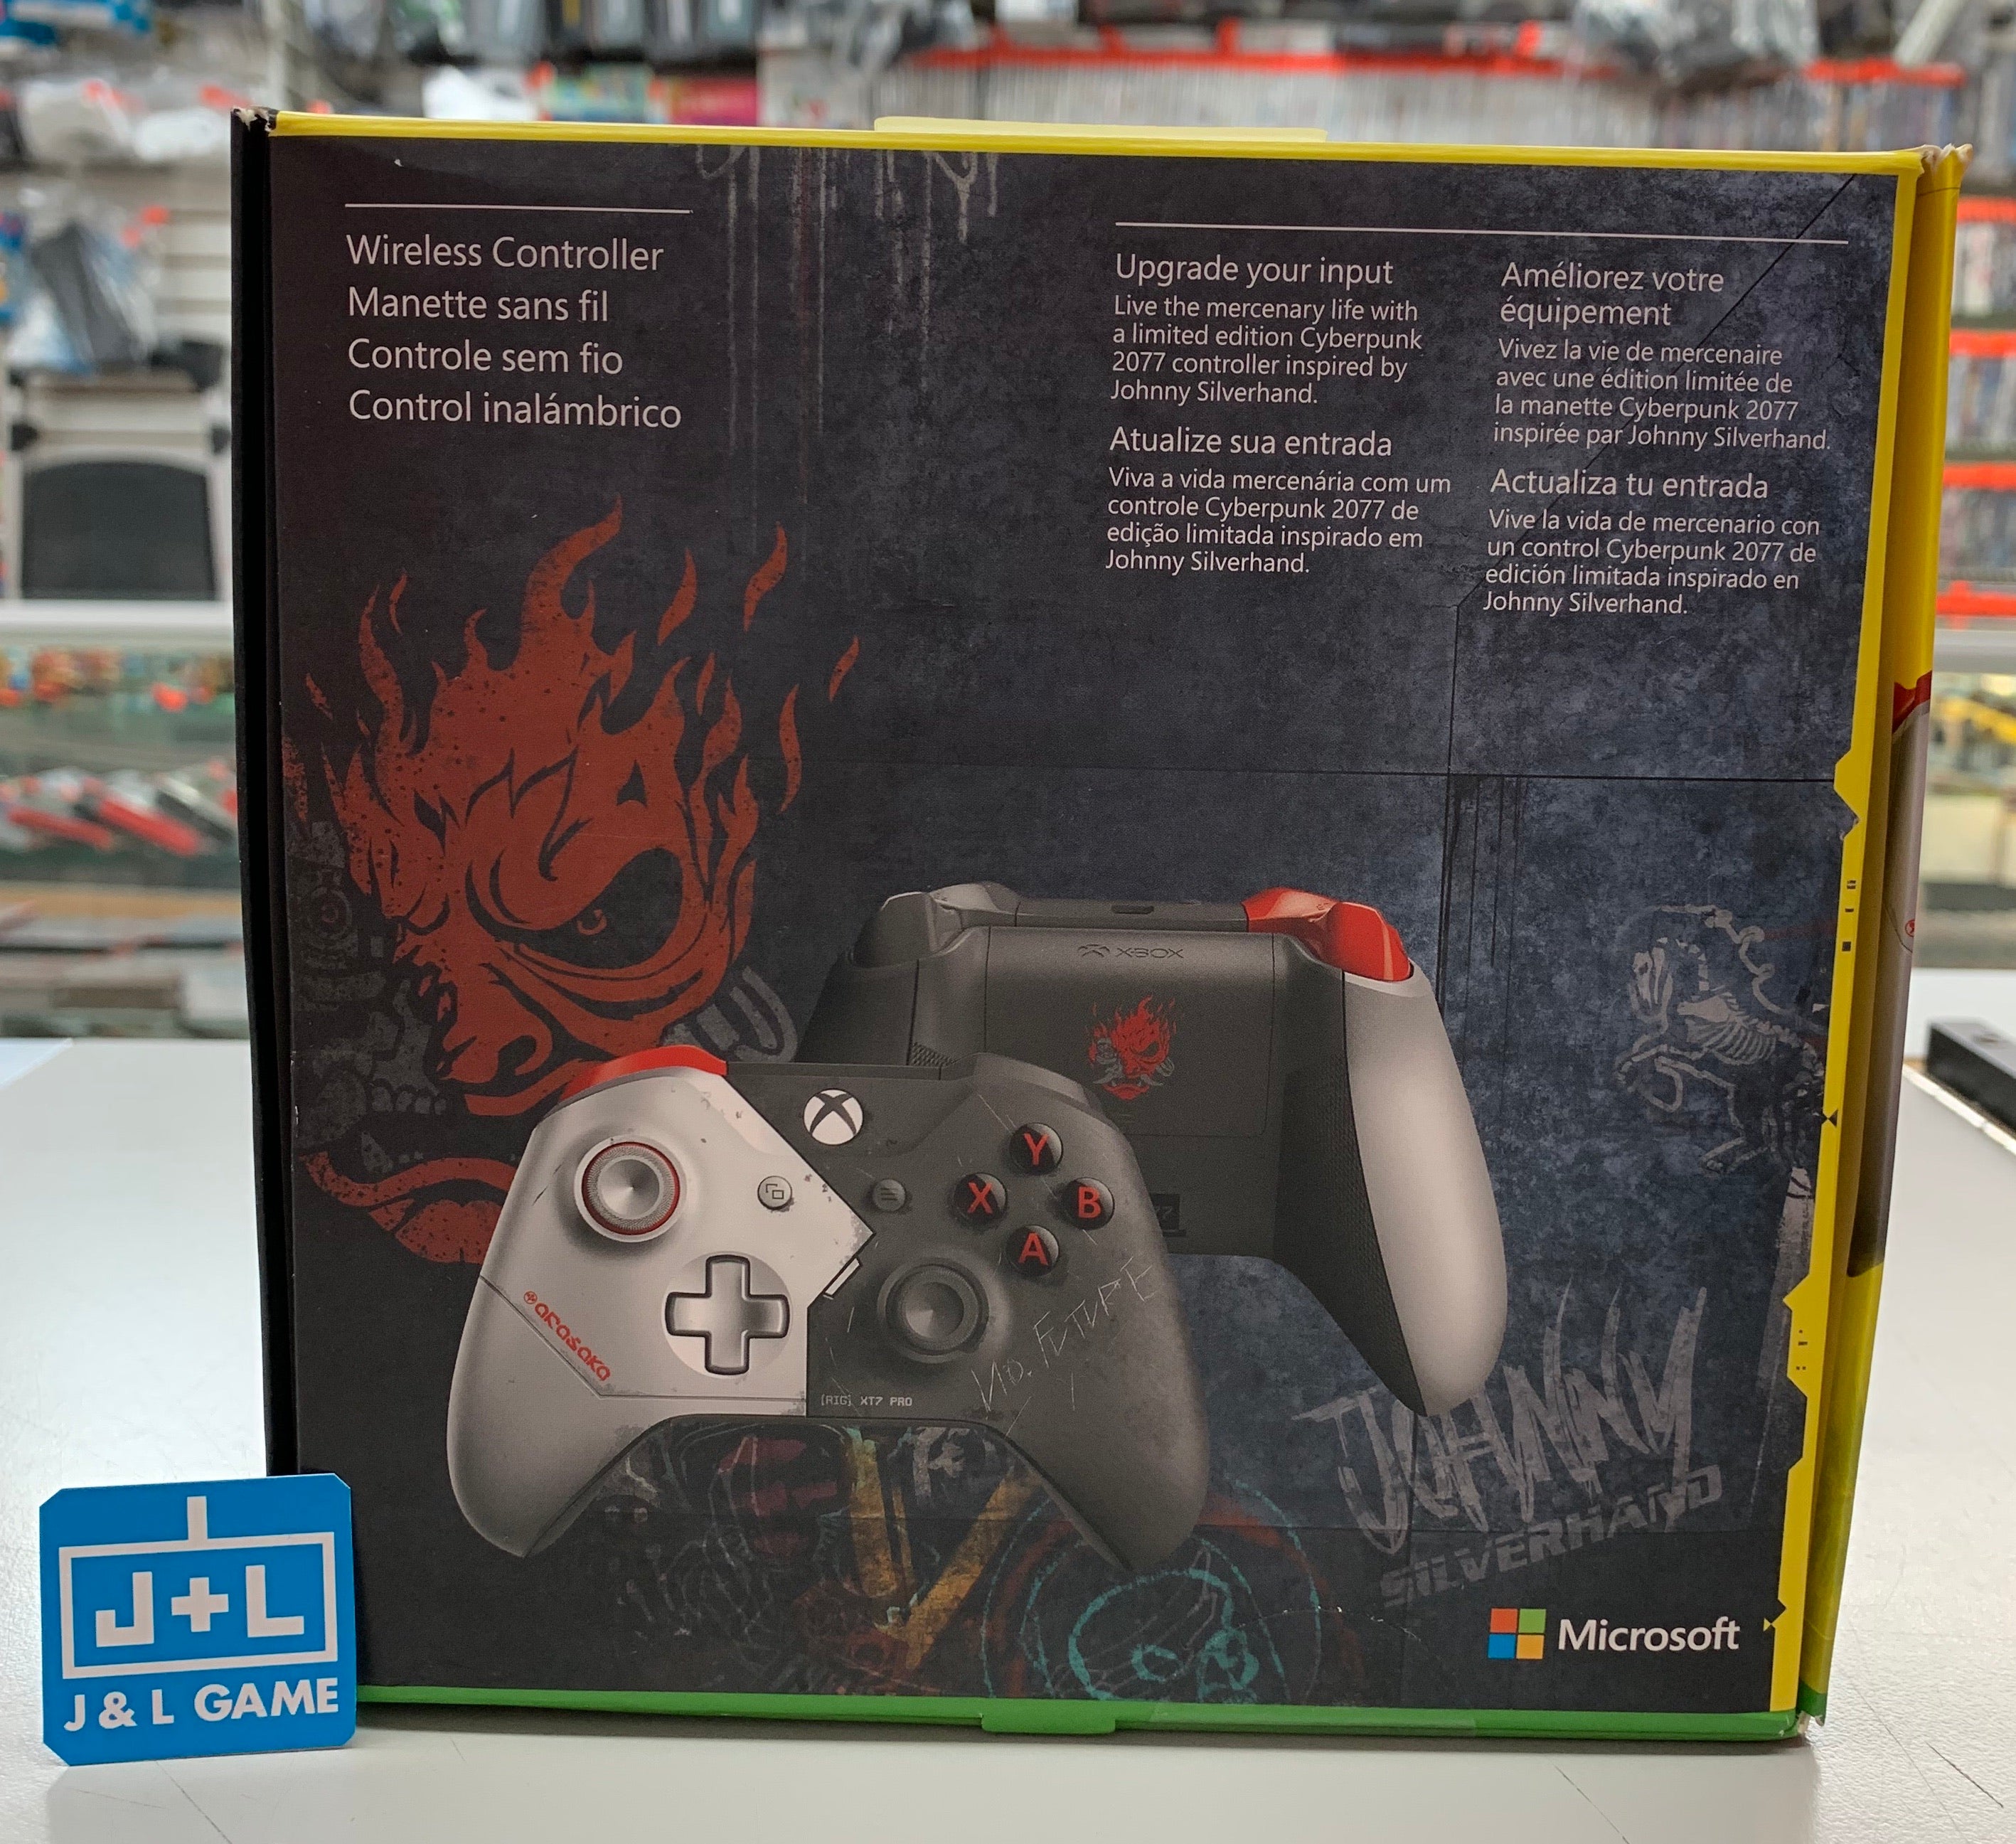 Wireless Controller
Manette sans fil
Controle sem fio
Control inalámbrico
Upgrade your input
Live the mercenary life with
a limited edition Cyberpunk
2077 controller inspired by
Johnny Silverhand.
Atualize sua entrada
Viva a vida mercenária com um
controle Cyberpunk 2077 de
edição limitada inspirado em
Johnny Silverhand.
Améliorez votre
équipement
Vivez la vie de mercenaire
avec une édition limitée de
la manette Cyberpunk 2077
inspirée par Johnny Silverhand.
Actualiza tu entrada
Vive la vida de mercenario con
un control Cyberpunk 2077 de
edición limitada inspirado en
Johnny Silverhand.
XBOX
Y
X
B
A
arasaka
NO. FUTURE
(RIG) XT7 PRO
JOHNNY
SILVERHAND
Microsoft
J+L
J & L GAME